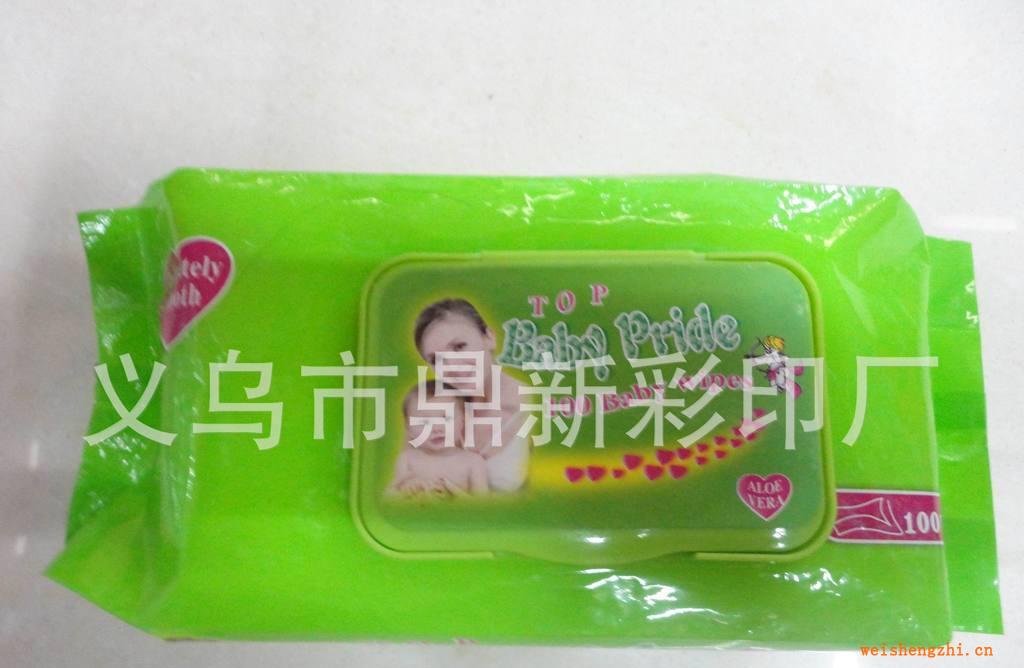 TOP
Baby Pride
100 Baby wipes
义乌市鼎新彩印厂
ALOE
VERA
100
weishengzhi.cn